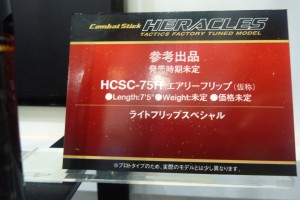 Combat Stick HERACLES
TACTICS FACTORY TUNED MODEL
参考出品
発売時期未定
HCSC-75 エアリーフリップ(仮称)
●Length:7'5" ●Weight:未定 ●価格未定
ライトフリップスペシャル
※プロトタイプのため、実際のモデルとは少し異なります。